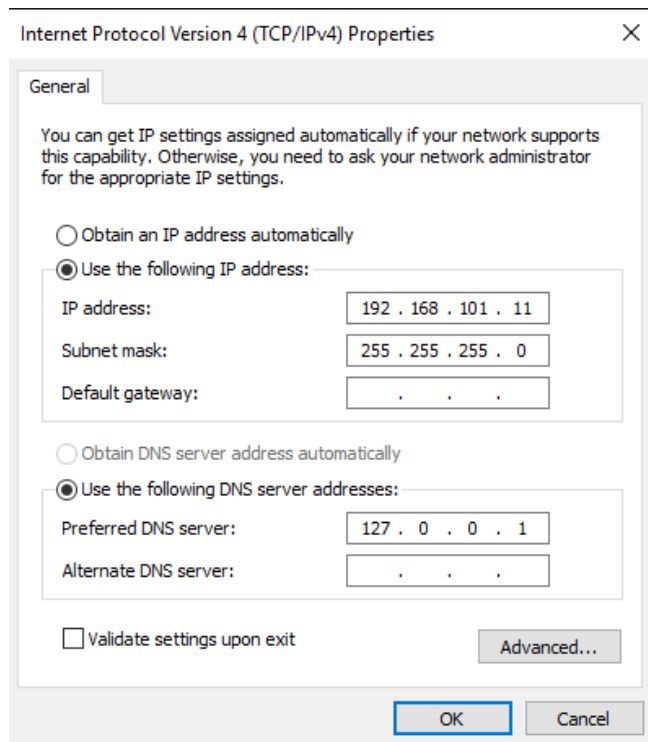 Internet Protocol Version 4 (TCP/IPv4) Properties
General
You can get IP settings assigned automatically if your network supports
this capability. Otherwise, you need to ask your network administrator
for the appropriate IP settings.
Obtain an IP address automatically
Use the following IP address:
IP address: 192 . 168 . 101 . 11
Subnet mask: 255 . 255 . 255 . 0
Default gateway: . . .
Obtain DNS server address automatically
Use the following DNS server addresses:
Preferred DNS server: 127 . 0 . 0 . 1
Alternate DNS server: . . .
Validate settings upon exit
Advanced...
OK Cancel